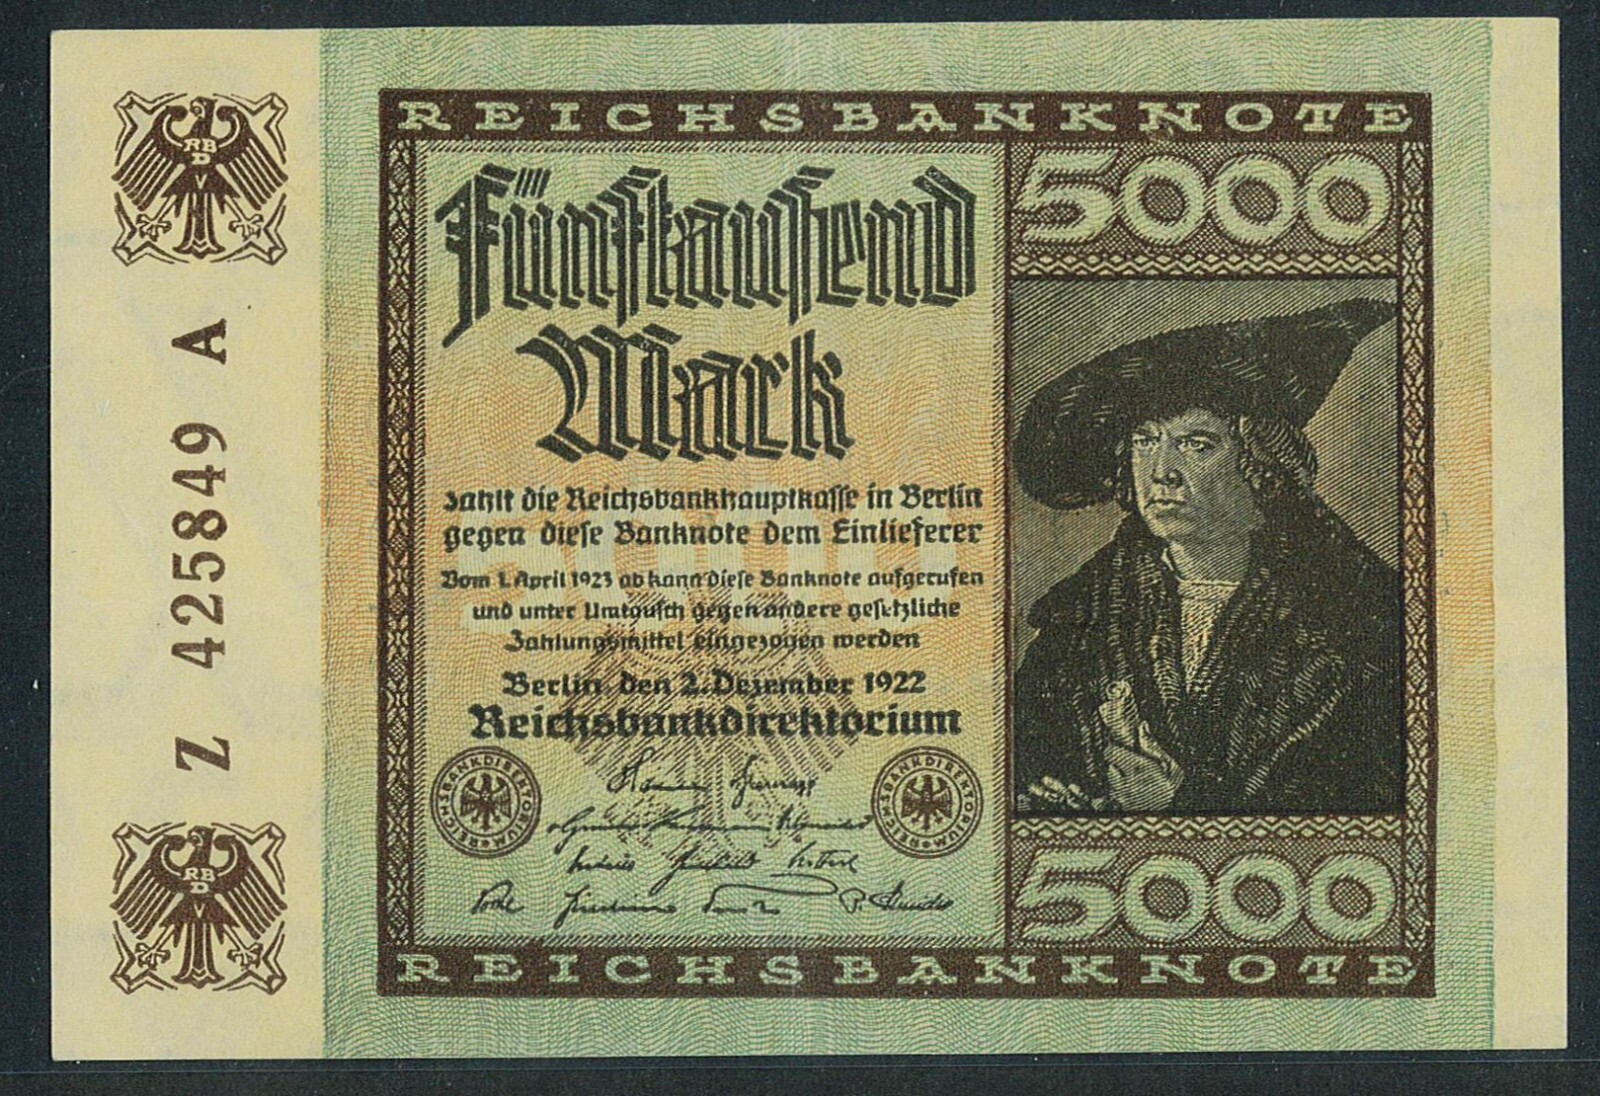 REICHSBANKNOTE
RBD
Z 425849 A
RBD
Fünftausend
Mark
5000
zahlt die Reichsbankhauptkasse in Berlin
gegen diese Banknote dem Einlieferer
Vom 1. April 1923 ab kann diese Banknote aufgerufen
und unter Umtausch gegen andere gesetzliche
Zahlungsmittel eingezogen werden
Berlin, den 2. Dezember 1922
Reichsbankdirektorium
REICHSBANKDIREKTORIUM
REICHSBANKDIREKTORIUM
5000
REICHSBANKNOTE